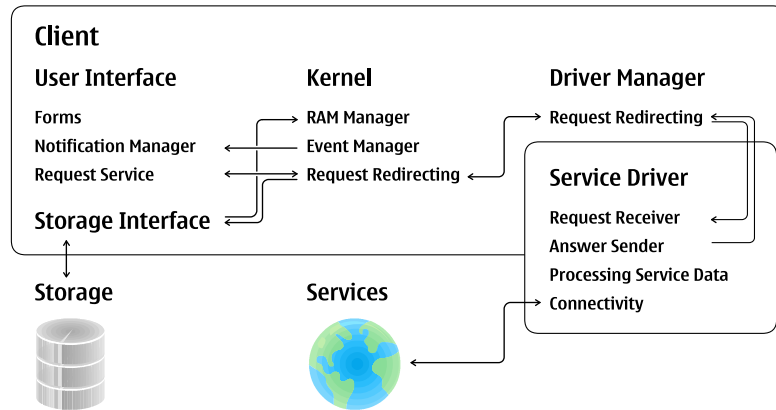 Client
User Interface
Forms
Notification Manager
Request Service
Storage Interface
Kernel
RAM Manager
Event Manager
Request Redirecting
Driver Manager
Request Redirecting
Service Driver
Request Receiver
Answer Sender
Processing Service Data
Connectivity
Storage
Services